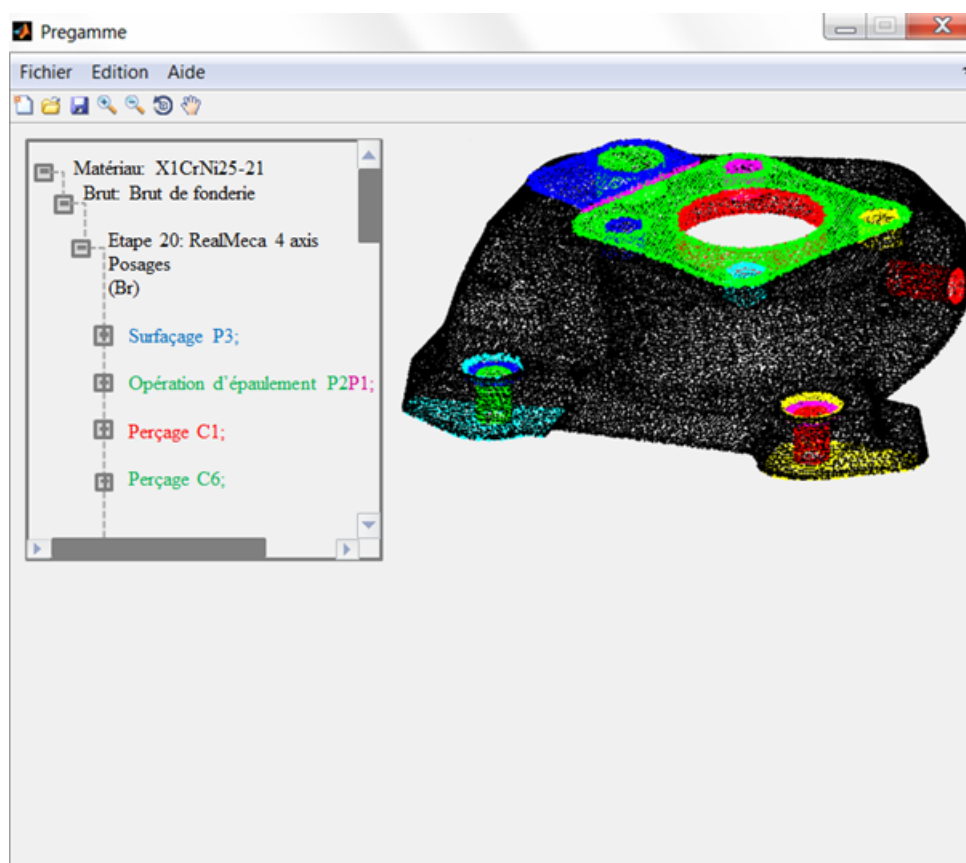 Pregamme
Fichier Edition Aide
Matériau: X1CrNi25-21
Brut: Brut de fonderie
Etape 20: RealMeca 4 axis
Posages
(Br)
Surfaçage P3;
Opération d'épaulement P2P1;
Perçage C1;
Perçage C6;